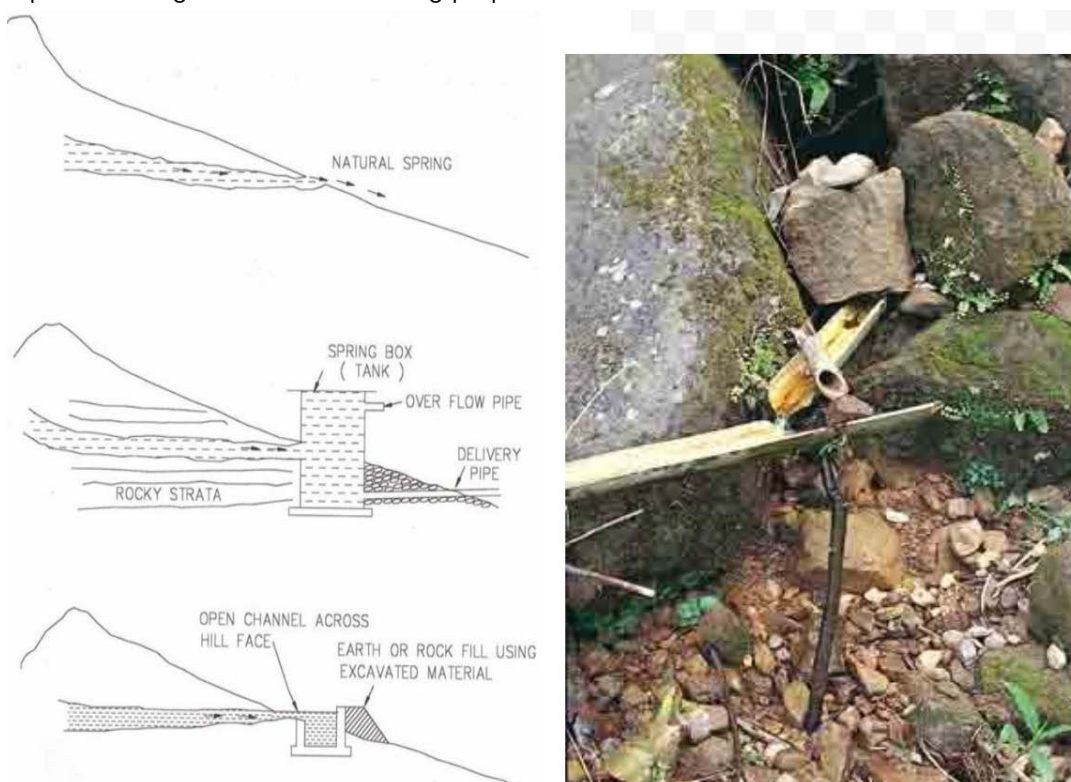 NATURAL SPRING
SPRING BOX
( TANK )
OVER FLOW PIPE
DELIVERY
PIPE
ROCKY STRATA
OPEN CHANNEL ACROSS
HILL FACE
EARTH OR ROCK FILL USING
EXCAVATED MATERIAL